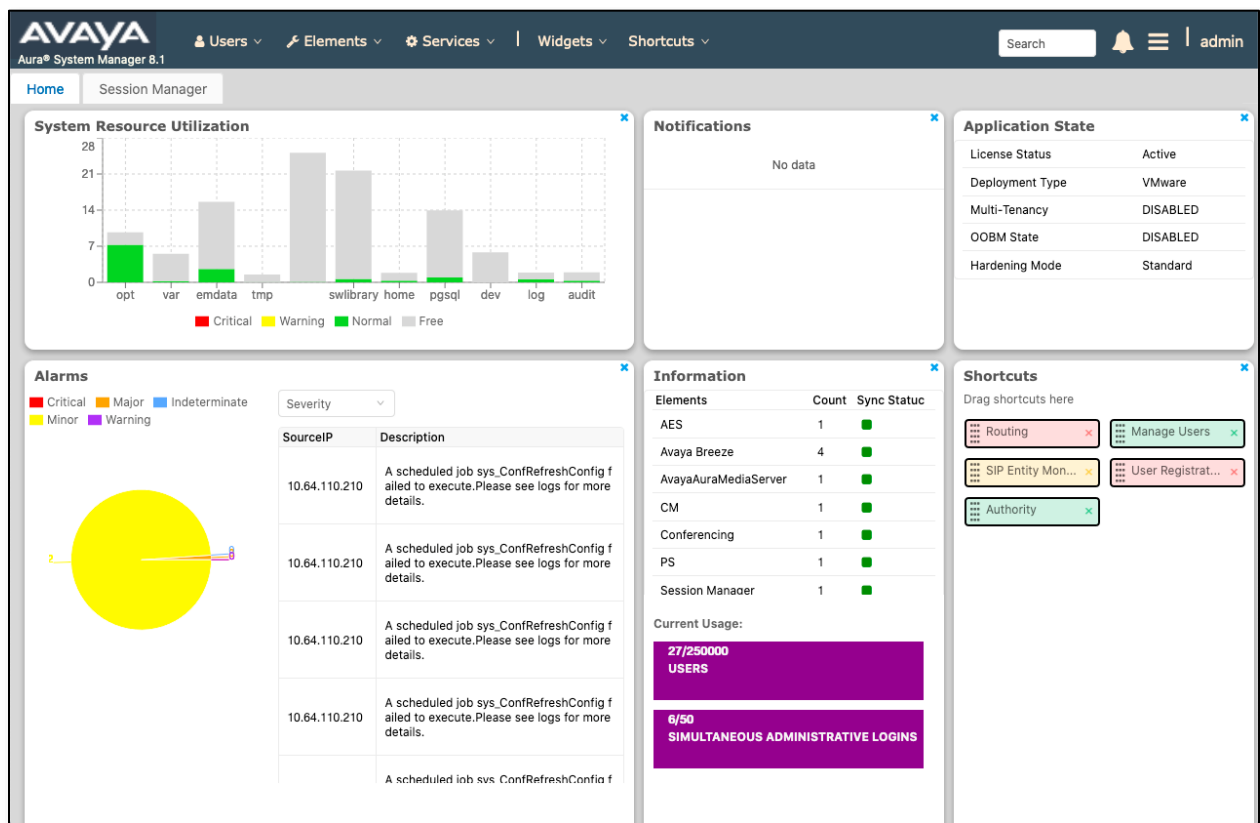 AVAYA
Aura® System Manager 8.1
Users
Elements
Services
Widgets
Shortcuts
Search
admin
Home
Session Manager
System Resource Utilization
28
21
14
7
0
opt var emdata tmp swlibrary home pgsql dev log audit
Critical Warning Normal Free
Notifications
No data
Application State
License Status Active
Deployment Type VMware
Multi-Tenancy DISABLED
OOBM State DISABLED
Hardening Mode Standard
Alarms
Critical Major Indeterminate
Minor Warning
Severity
SourceIP Description
A scheduled job sys_ConfRefreshConfig f
10.64.110.210 ailed to execute.Please see logs for more
details.
A scheduled job sys_ConfRefreshConfig f
10.64.110.210 ailed to execute.Please see logs for more
details.
A scheduled job sys_ConfRefreshConfig f
10.64.110.210 ailed to execute.Please see logs for more
details.
A scheduled job sys_ConfRefreshConfig f
10.64.110.210 ailed to execute.Please see logs for more
details.
A scheduled job sys_ConfRefreshConfig f
Information
Elements Count Sync Statuc
AES 1
Avaya Breeze 4
AvayaAuraMediaServer 1
CM 1
Conferencing 1
PS 1
Session Manager 1
Current Usage:
27/250000
USERS
6/50
SIMULTANEOUS ADMINISTRATIVE LOGINS
Shortcuts
Drag shortcuts here
Routing ×
Manage Users ×
SIP Entity Mon... ×
User Registrat... ×
Authority ×